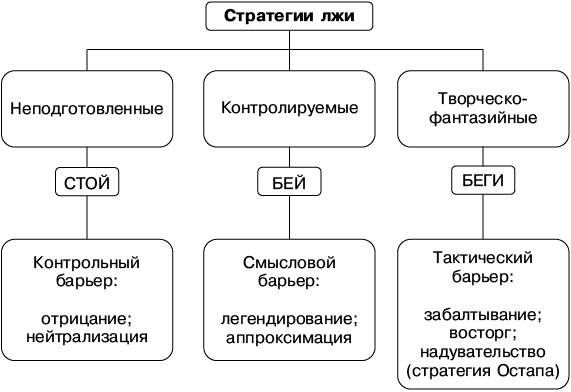 Стратегии лжи
Неподготовленные
Контролируемые
Творческо-
фантазийные
СТОЙ
БЕЙ
БЕГИ
Контрольный
барьер:
отрицание;
нейтрализация
Смысловой
барьер:
легендирование;
аппроксимация
Тактический
барьер:
забалтывание;
восторг;
надувательство
(стратегия Остапа)